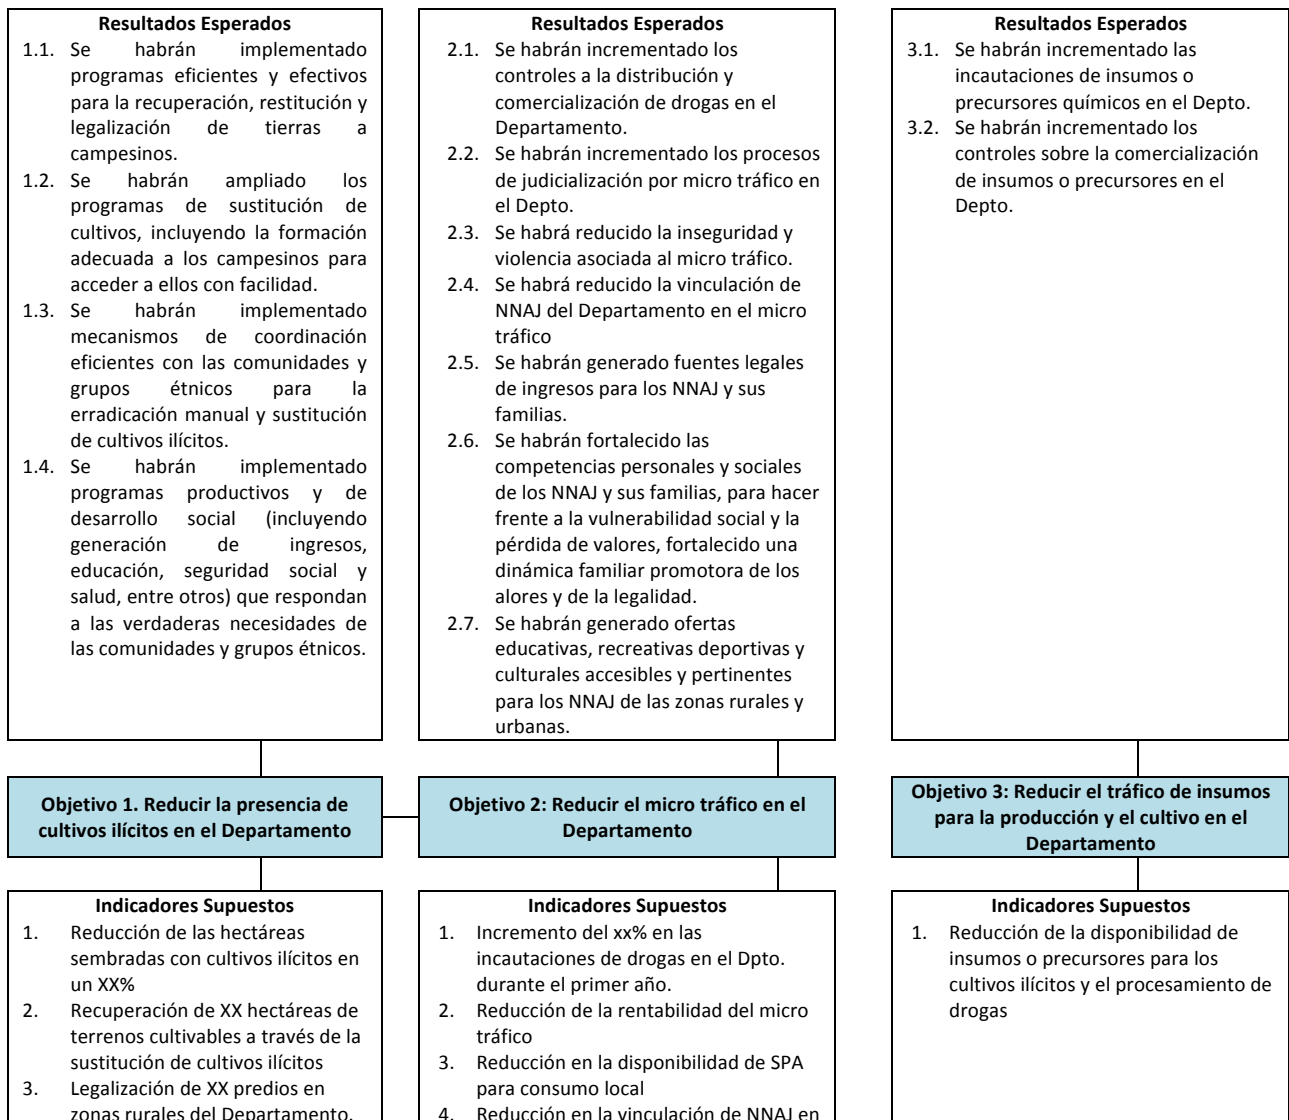 Resultados Esperados
1.1. Se habrán implementado
programas eficientes y efectivos
para la recuperación, restitución y
legalización de tierras a
campesinos.
1.2. Se habrán ampliado los
programas de sustitución de
cultivos, incluyendo la formación
adecuada a los campesinos para
acceder a ellos con facilidad.
1.3. Se habrán implementado
mecanismos de coordinación
eficientes con las comunidades y
grupos étnicos para la
erradicación manual y sustitución
de cultivos ilícitos.
1.4. Se habrán implementado
programas productivos y de
desarrollo social (incluyendo
generación de ingresos,
educación, seguridad social y
salud, entre otros) que respondan
a las verdaderas necesidades de
las comunidades y grupos étnicos.
Resultados Esperados
2.1. Se habrán incrementado los
controles a la distribución y
comercialización de drogas en el
Departamento.
2.2. Se habrán incrementado los procesos
de judicialización por micro tráfico en
el Depto.
2.3. Se habrá reducido la inseguridad y
violencia asociada al micro tráfico.
2.4. Se habrá reducido la vinculación de
NNAJ del Departamento en el micro
tráfico
2.5. Se habrán generado fuentes legales
de ingresos para los NNAJ y sus
familias.
2.6. Se habrán fortalecido las
competencias personales y sociales
de los NNAJ y sus familias, para hacer
frente a la vulnerabilidad social y la
pérdida de valores, fortalecido una
dinámica familiar promotora de los
alores y de la legalidad.
2.7. Se habrán generado ofertas
educativas, recreativas deportivas y
culturales accesibles y pertinentes
para los NNAJ de las zonas rurales y
urbanas.
Resultados Esperados
3.1. Se habrán incrementado las
incautaciones de insumos o
precursores químicos en el Depto.
3.2. Se habrán incrementado los
controles sobre la comercialización
de insumos o precursores en el
Depto.
Objetivo 1. Reducir la presencia de
cultivos ilícitos en el Departamento
Objetivo 2: Reducir el micro tráfico en el
Departamento
Objetivo 3: Reducir el tráfico de insumos
para la producción y el cultivo en el
Departamento
Indicadores Supuestos
1. Reducción de las hectáreas
sembradas con cultivos ilícitos en
un XX%
2. Recuperación de XX hectáreas de
terrenos cultivables a través de la
sustitución de cultivos ilícitos
3. Legalización de XX predios en
zonas rurales del Departamento.
Indicadores Supuestos
1. Incremento del xx% en las
incautaciones de drogas en el Dpto.
durante el primer año.
2. Reducción de la rentabilidad del micro
tráfico
3. Reducción en la disponibilidad de SPA
para consumo local
4. Reducción en la vinculación de NNAJ en
Indicadores Supuestos
1. Reducción de la disponibilidad de
insumos o precursores para los
cultivos ilícitos y el procesamiento de
drogas